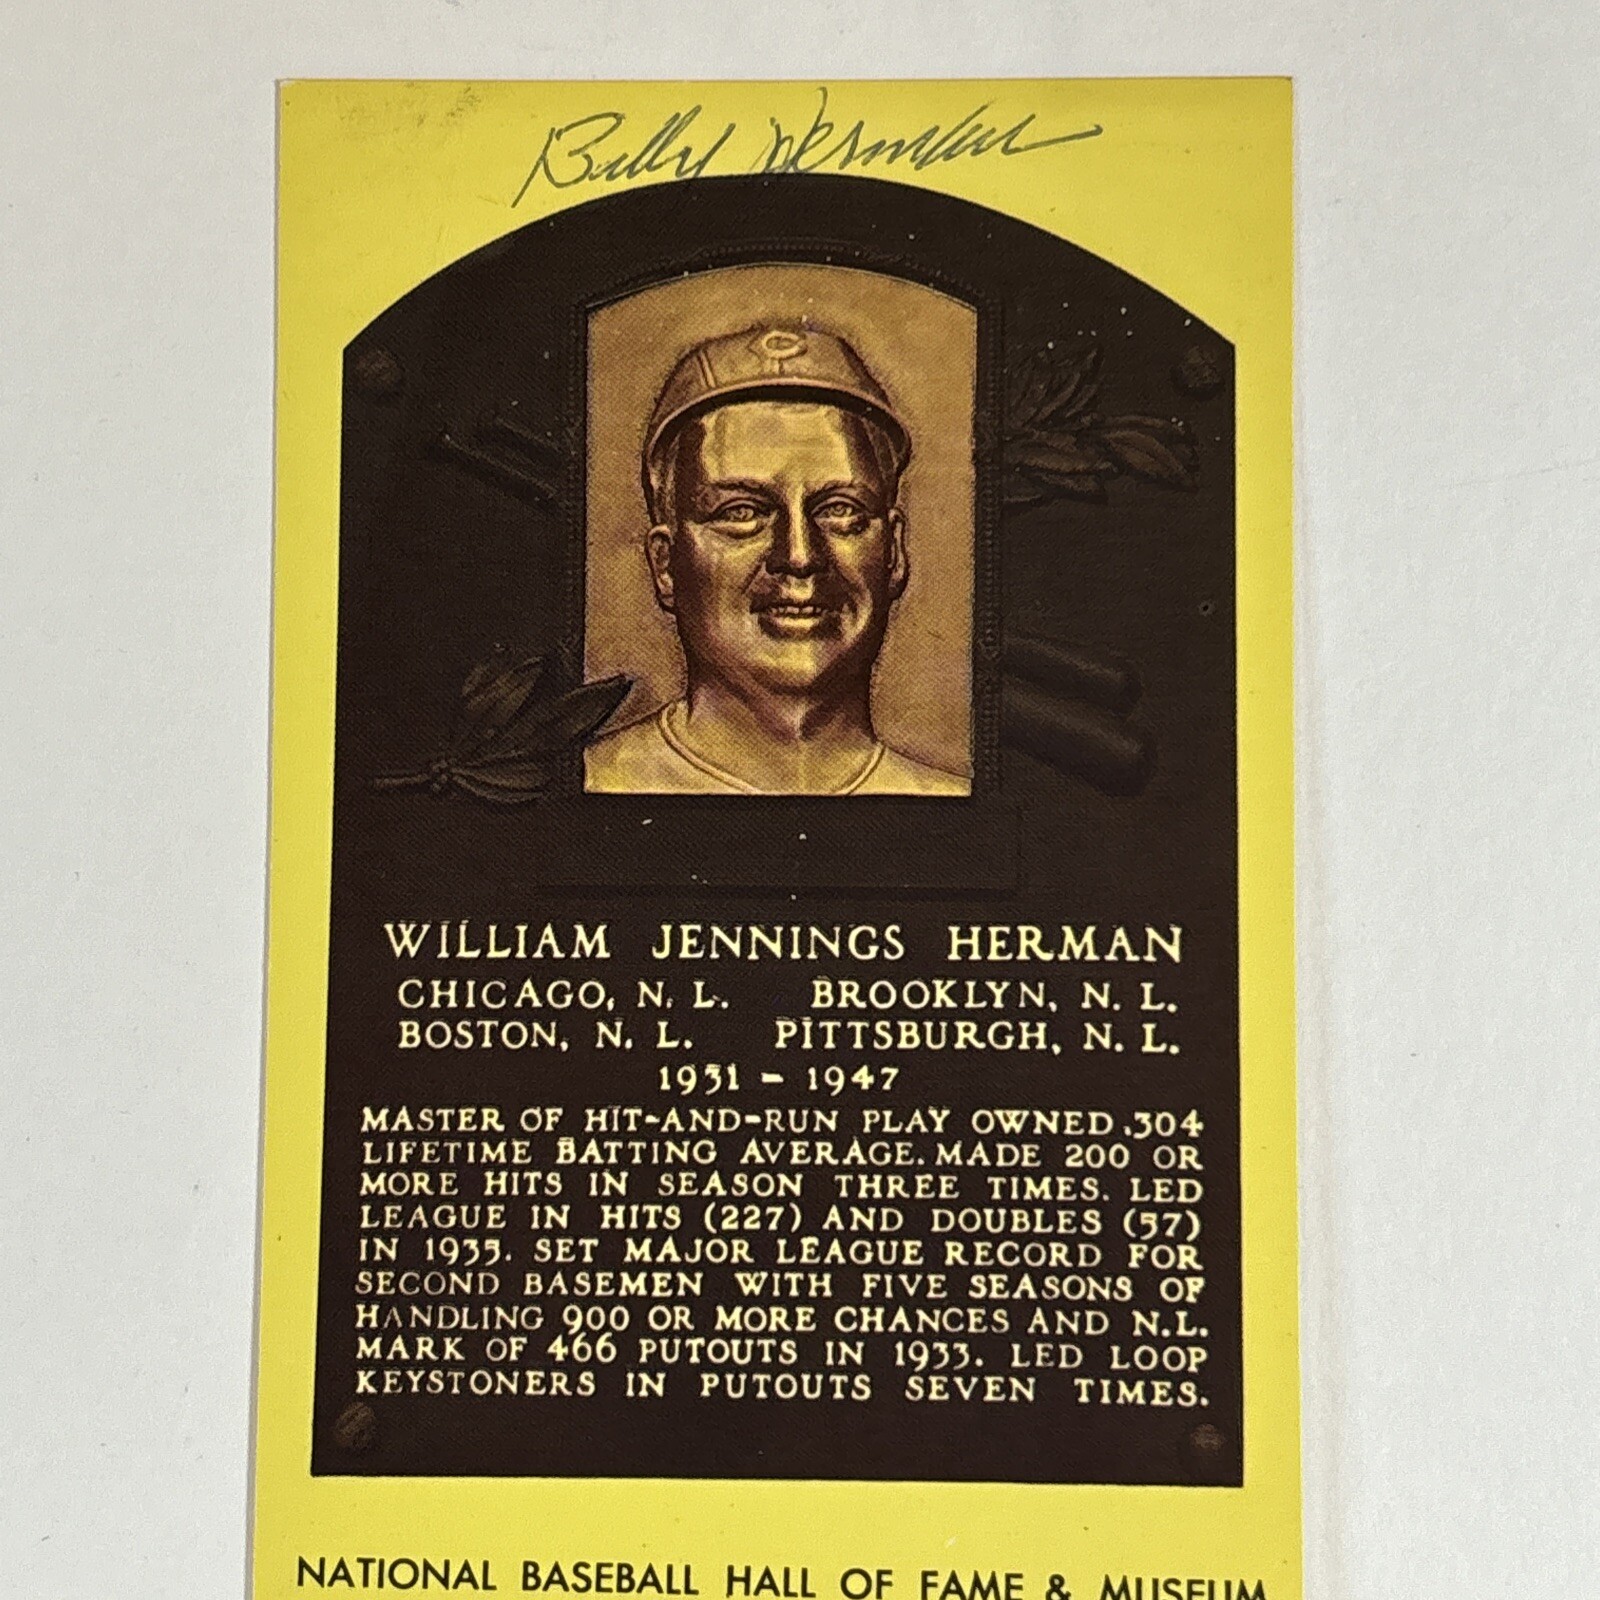 Billy Herman
C
WILLIAM JENNINGS HERMAN
CHICAGO, N. L. BROOKLYN, N. L.
BOSTON, N. L. PITTSBURGH, N. L.
1931 - 1947
MASTER OF HIT-AND-RUN PLAY OWNED .304
LIFETIME BATTING AVERAGE. MADE 200 OR
MORE HITS IN SEASON THREE TIMES. LED
LEAGUE IN HITS (227) AND DOUBLES (57)
IN 1935. SET MAJOR LEAGUE RECORD FOR
SECOND BASEMEN WITH FIVE SEASONS OF
HANDLING 900 OR MORE CHANCES AND N.L.
MARK OF 466 PUTOUTS IN 1933. LED LOOP
KEYSTONERS IN PUTOUTS SEVEN TIMES.
NATIONAL BASEBALL HALL OF FAME & MUSEUM